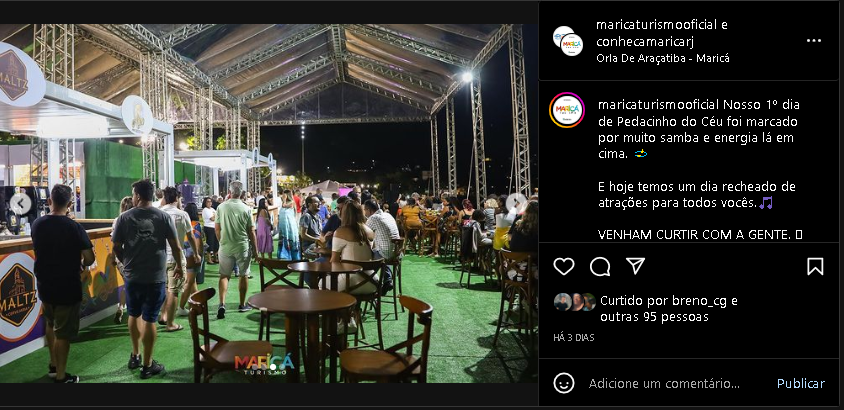 MALTZ
MALTZ
MARICÁ
TURISMO
maricaturismooficial e
conhecamaricarj
Orla De Araçatiba - Maricá
maricaturismooficial Nosso 1º dia
de Pedacinho do Céu foi marcado
por muito samba e energia lá em
cima.
E hoje temos um dia recheado de
atrações para todos vocês.
VENHAM CURTIR COM A GENTE.
Curtido por breno_cg e
outras 95 pessoas
HÁ 3 DIAS
Adicione um comentário...
Publicar